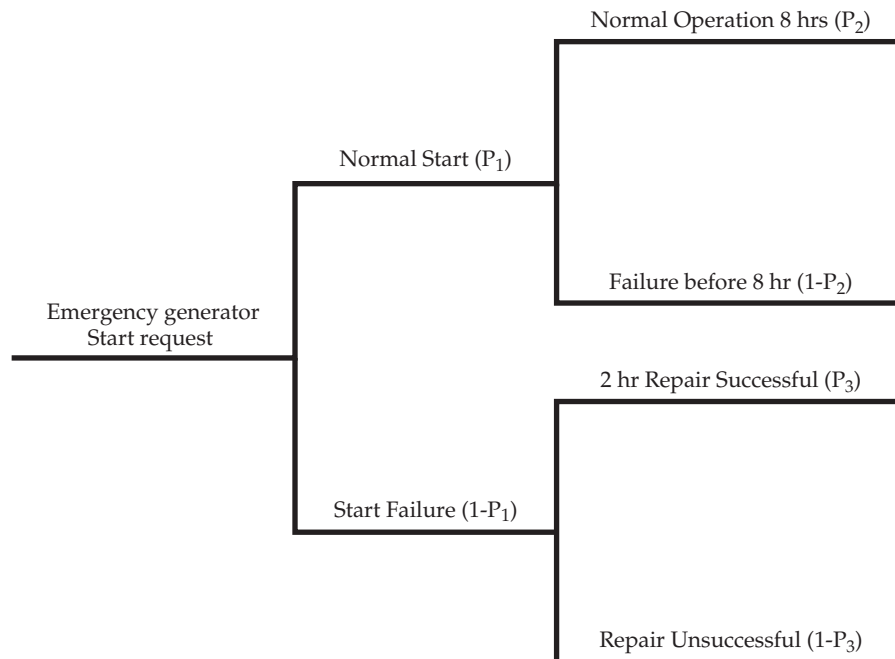 Normal Operation 8 hrs (P₂)
Normal Start (P₁)
Failure before 8 hr (1-P₂)
Emergency generator
Start request
2 hr Repair Successful (P₃)
Start Failure (1-P₁)
Repair Unsuccessful (1-P₃)